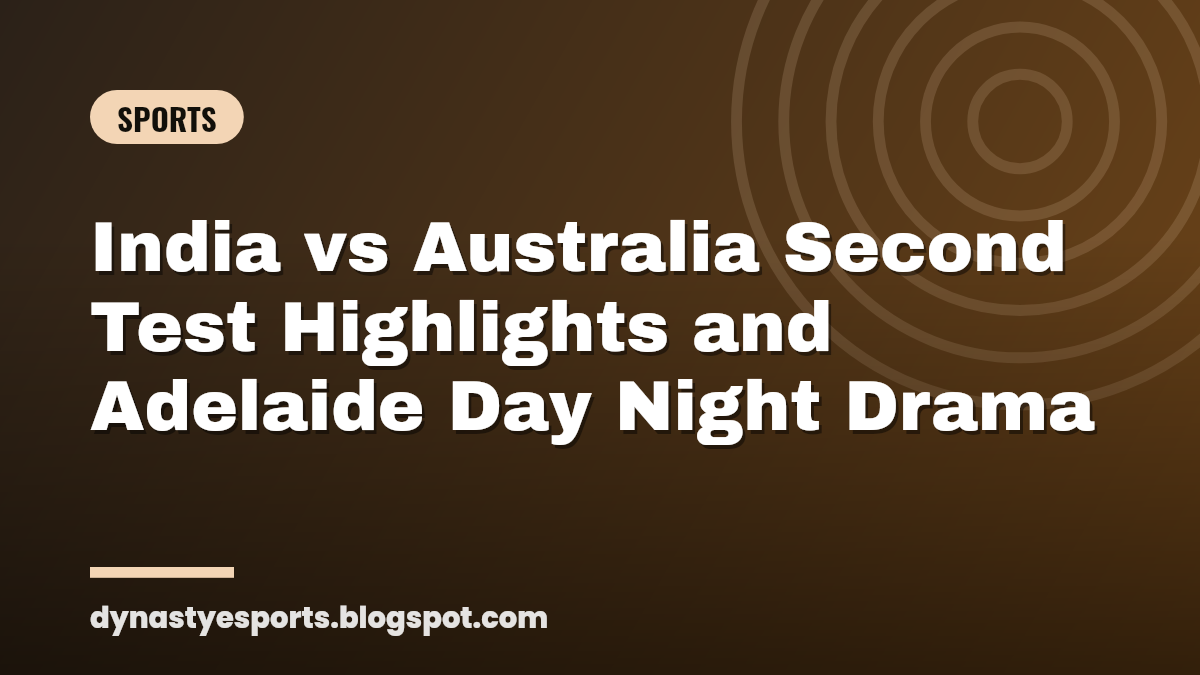 SPORTS
India vs Australia Second
Test Highlights and
Adelaide Day Night Drama
dynastyesports.blogspot.com